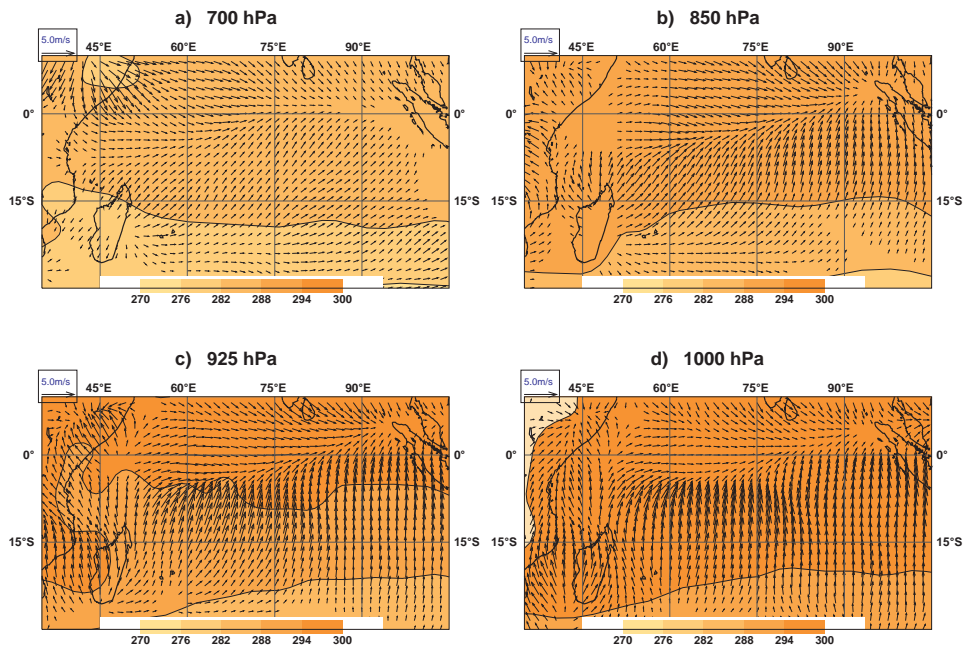 a) 700 hPa
5.0m/s
45°E 60°E 75°E 90°E
0° 0°
15°S 15°S
270 276 282 288 294 300
b) 850 hPa
5.0m/s
45°E 60°E 75°E 90°E
0° 0°
15°S 15°S
270 276 282 288 294 300
c) 925 hPa
5.0m/s
45°E 60°E 75°E 90°E
0° 0°
15°S 15°S
270 276 282 288 294 300
d) 1000 hPa
5.0m/s
45°E 60°E 75°E 90°E
0° 0°
15°S 15°S
270 276 282 288 294 300